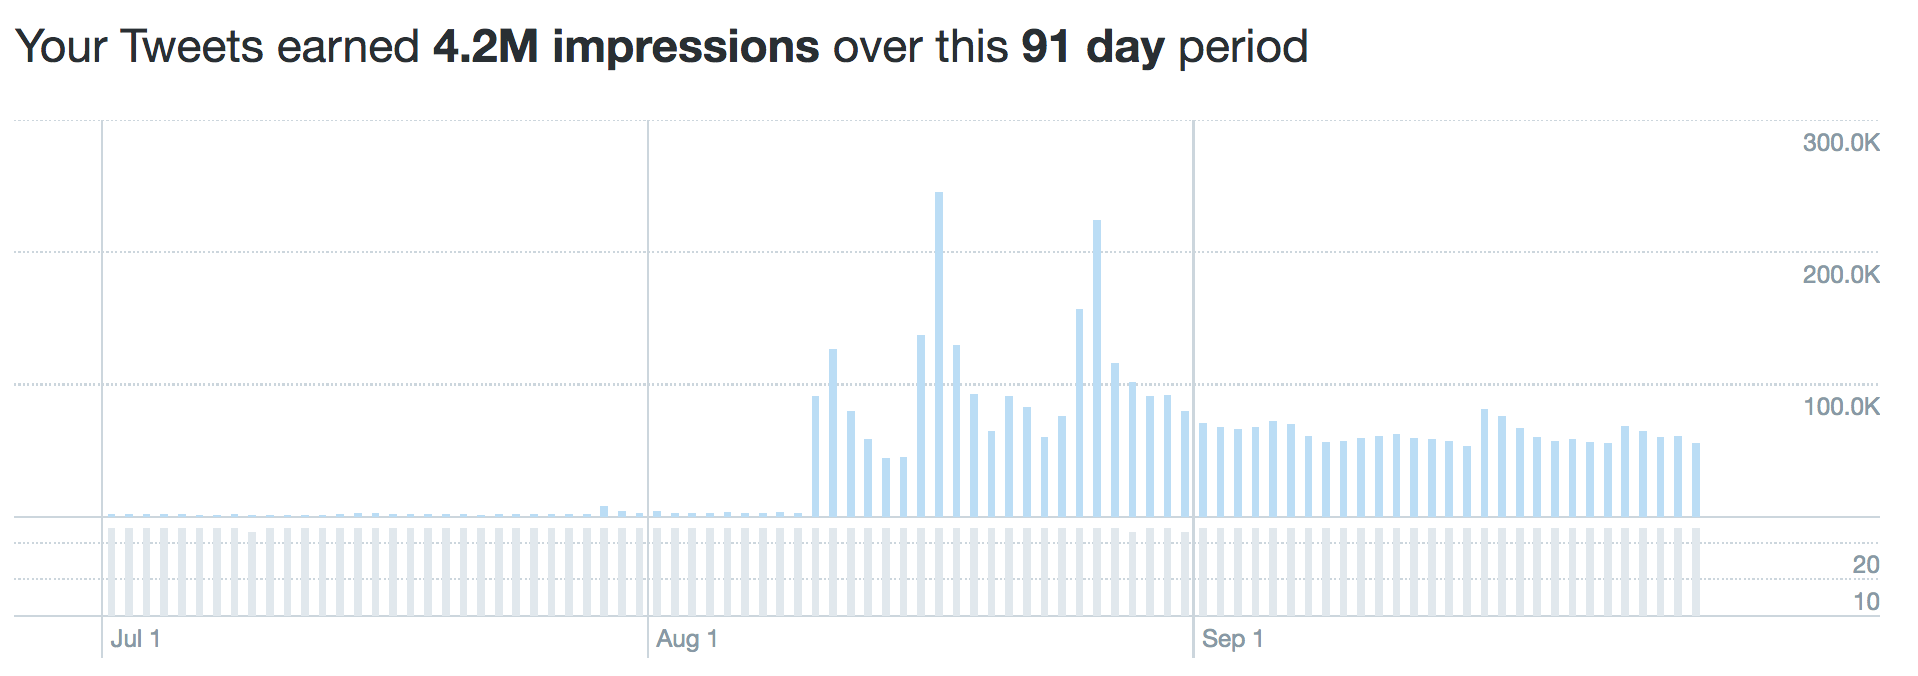 Your Tweets earned 4.2M impressions over this 91 day period
300.0K
200.0K
100.0K
20
10
Jul 1
Aug 1
Sep 1